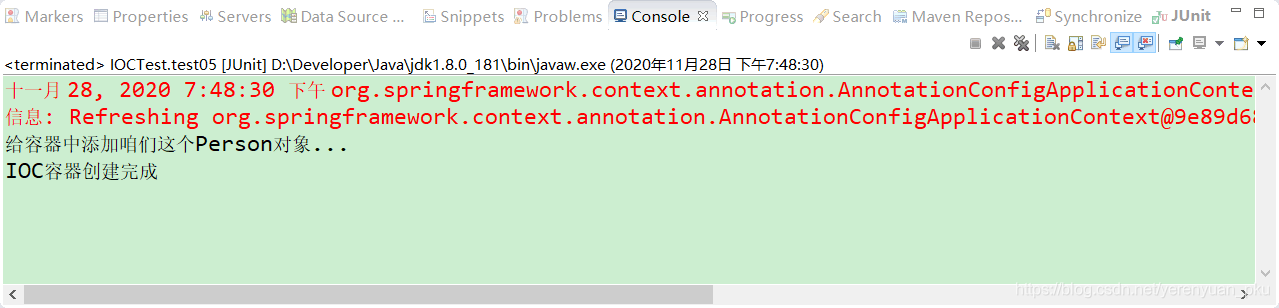 Markers Properties Servers Data Source ... Snippets Problems Console Progress Search Maven Repos... Synchronize JUnit
<terminated> IOCTest.test05 [JUnit] D:\Developer\Java\jdk1.8.0_181\bin\javaw.exe (2020年11月28日 下午7:48:30)
十一月 28, 2020 7:48:30 下午 org.springframework.context.annotation.AnnotationConfigApplicationConte
信息: Refreshing org.springframework.context.annotation.AnnotationConfigApplicationContext@9e89d68
给容器中添加咱们这个Person对象...
IOC容器创建完成
https://blog.csdn.net/yerenyuan_pku